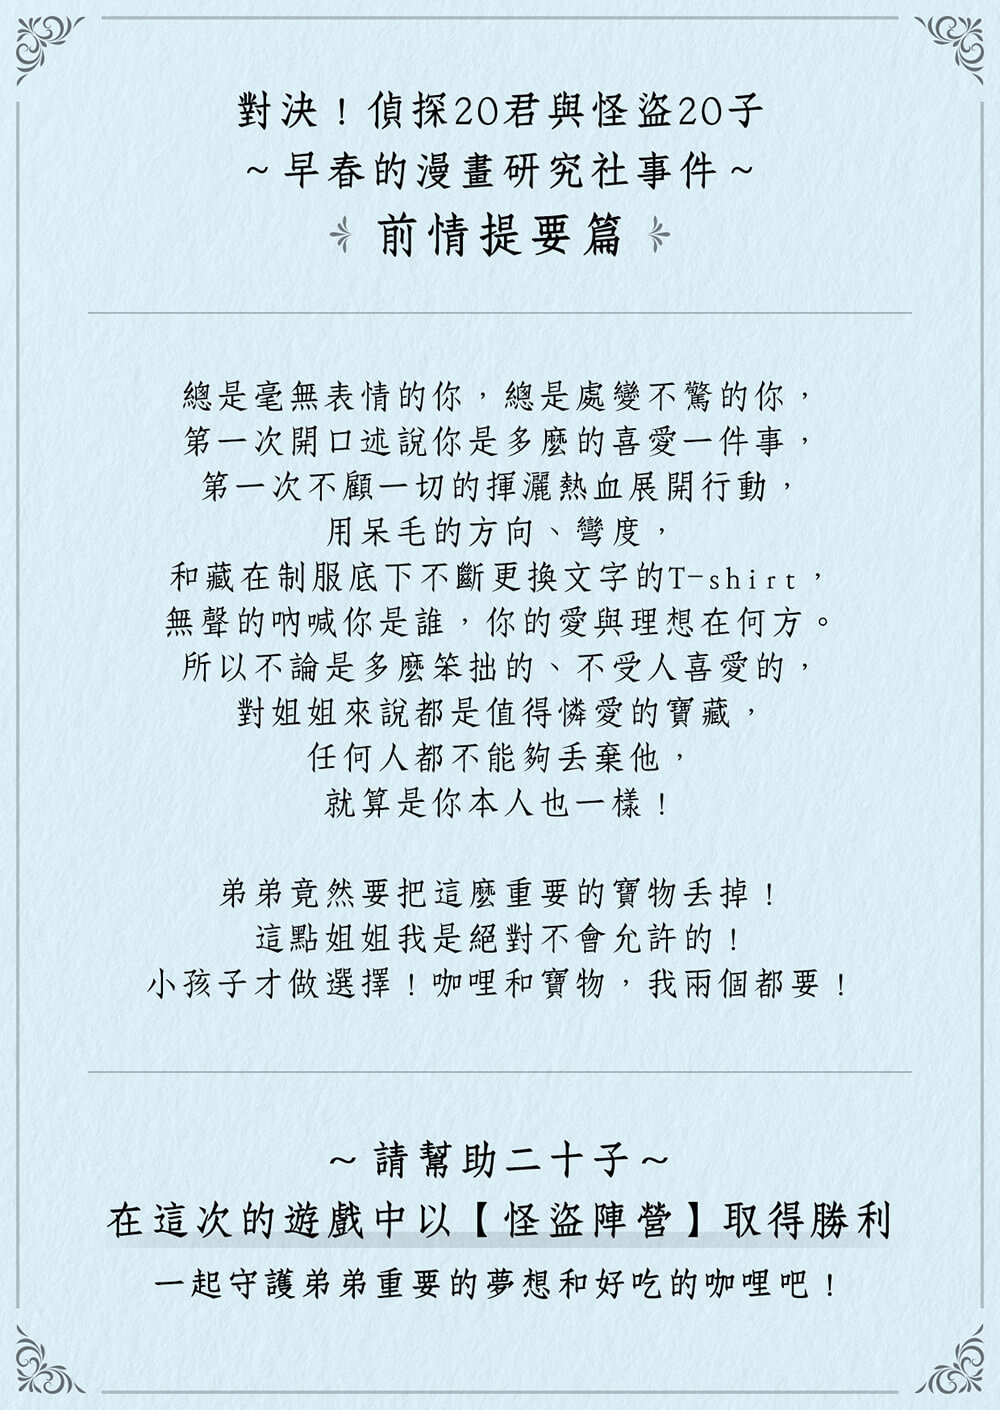 對決！偵探20君與怪盜20子
~早春的漫畫研究社事件~
前情提要篇
總是毫無表情的你，總是處變不驚的你，
第一次開口述說你是多麼的喜愛一件事，
第一次不顧一切的揮灑熱血展開行動，
用呆毛的方向、彎度，
和藏在制服底下不斷更換文字的T-shirt，
無聲的吶喊你是誰，你的愛與理想在何方。
所以不論是多麼笨拙的、不受人喜愛的，
對姐姐來說都是值得憐愛的寶藏，
任何人都不能夠丟棄他，
就算是你本人也一樣！
弟弟竟然要把這麼重要的寶物丟掉！
這點姐姐我是絕對不會允許的！
小孩子才做選擇！咖哩和寶物，我兩個都要！
~請幫助二十子~
在這次的遊戲中以【怪盜陣營】取得勝利
一起守護弟弟重要的夢想和好吃的咖哩吧！